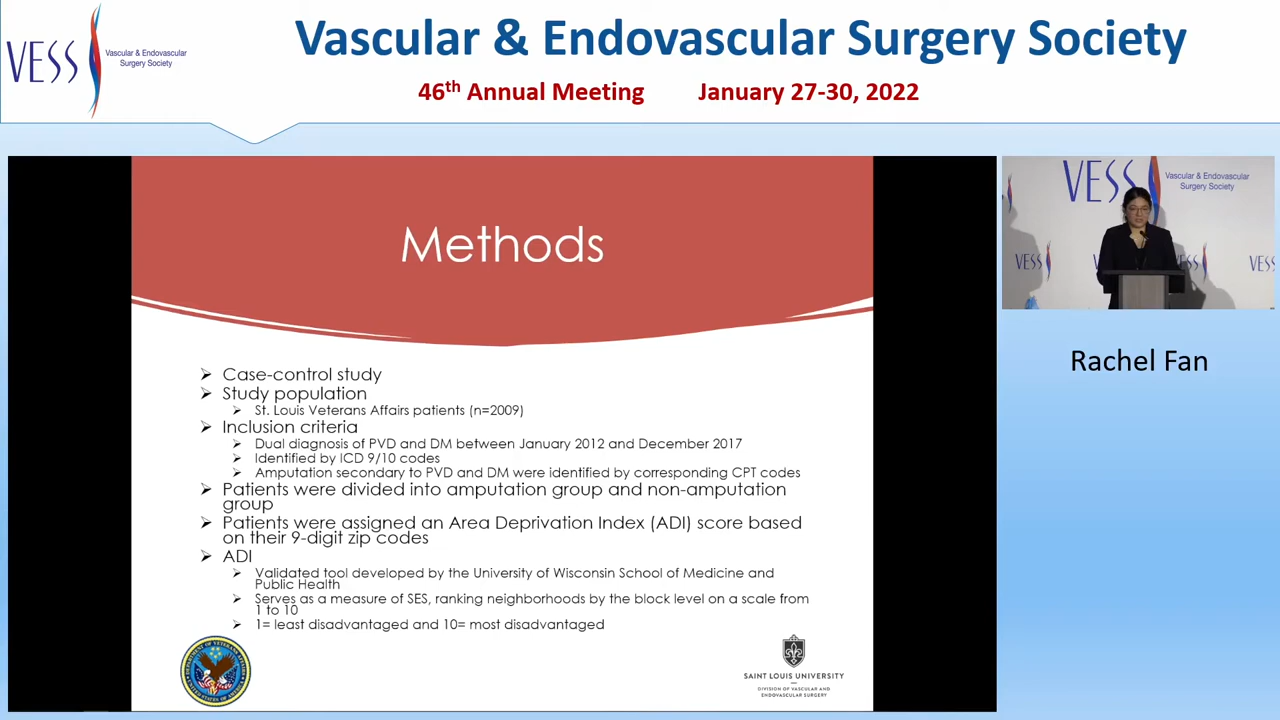 VESS
Vascular & Endovascular
Surgery Society
Vascular & Endovascular Surgery Society
46th Annual Meeting January 27-30, 2022
Methods
Case-control study
Study population
St. Louis Veterans Affairs patients (n=2009)
Inclusion criteria
Dual diagnosis of PVD and DM between January 2012 and December 2017
Identified by ICD 9/10 codes
Amputation secondary to PVD and DM were identified by corresponding CPT codes
Patients were divided into amputation group and non-amputation
group
Patients were assigned an Area Deprivation Index (ADI) score based
on their 9-digit zip codes
ADI
Validated tool developed by the University of Wisconsin School of Medicine and
Public Health
Serves as a measure of SES, ranking neighborhoods by the block level on a scale from
1 to 10
1= least disadvantaged and 10= most disadvantaged
SAINT LOUIS UNIVERSITY
DIVISION OF VASCULAR AND
ENDOVASCULAR SURGERY
VESS
Vascular & Endovascular
Surgery Society
VESS
VESS
VESS
Rachel Fan